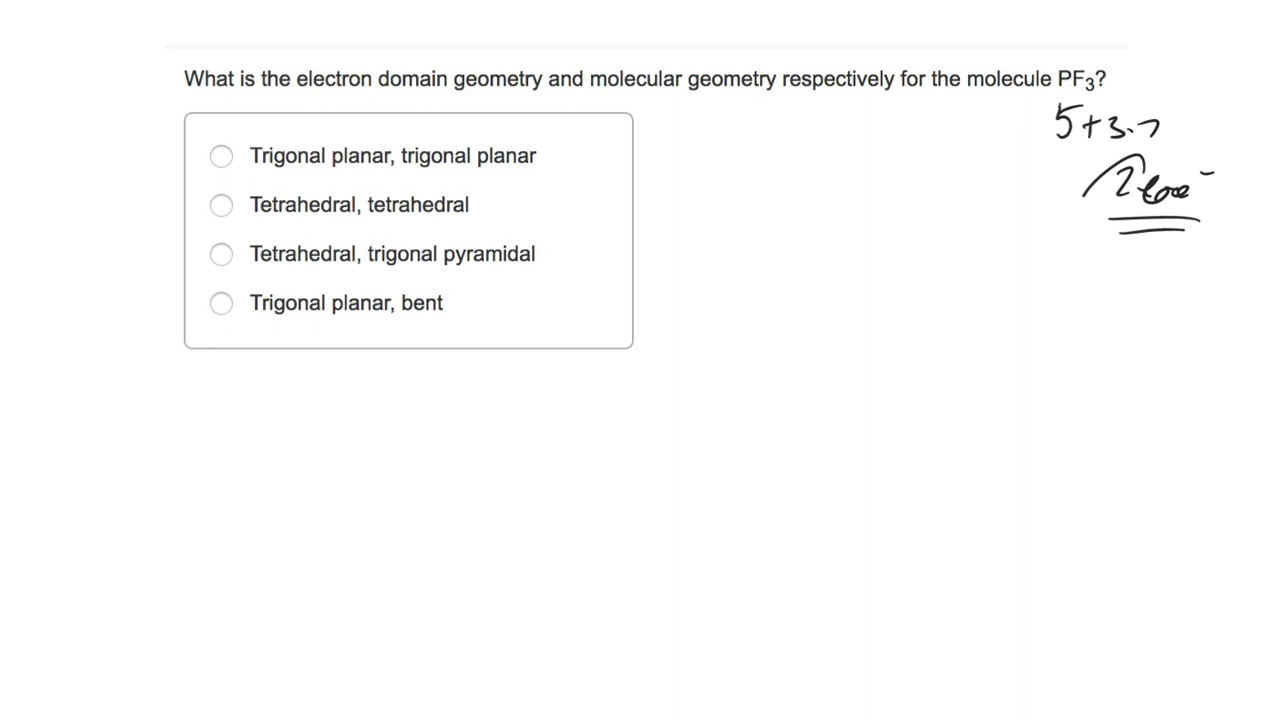 What is the electron domain geometry and molecular geometry respectively for the molecule PF₃?
5+3.7
Trigonal planar, trigonal planar
Tetrahedral, tetrahedral
Tetrahedral, trigonal pyramidal
Trigonal planar, bent